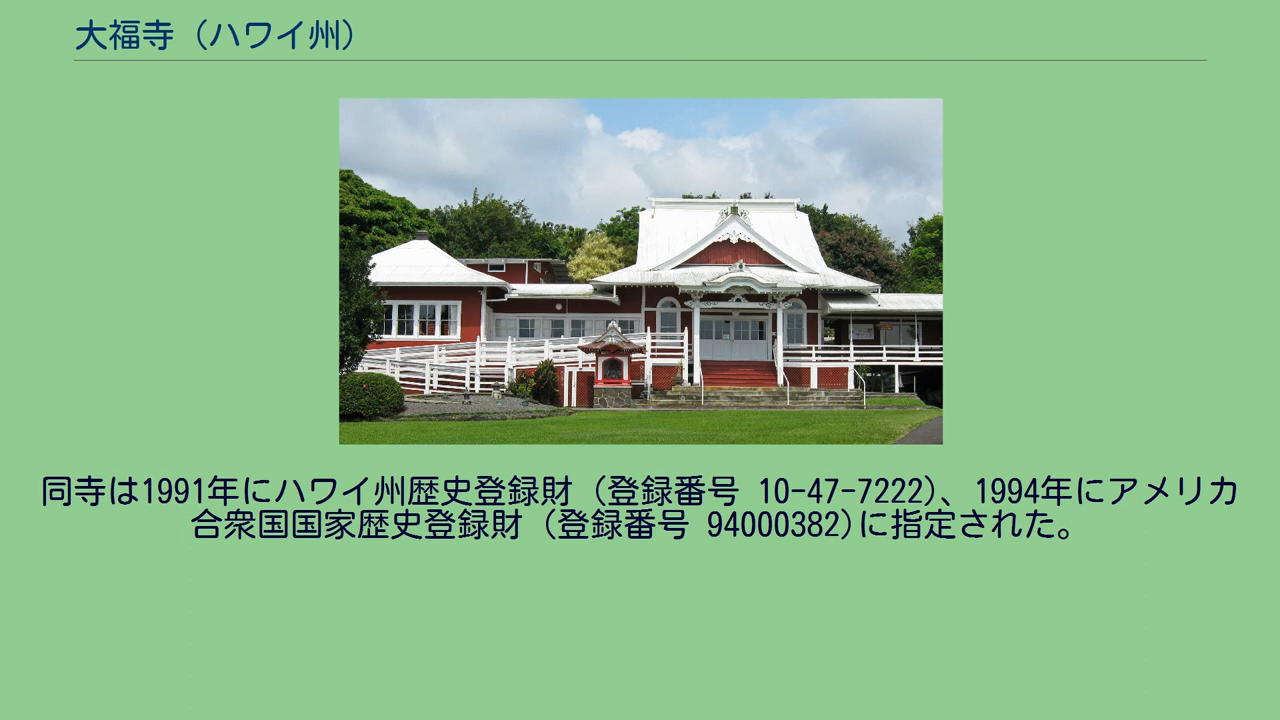 大福寺 (ハワイ州)
同寺は1991年にハワイ州歴史登録財 (登録番号 10-47-7222)、1994年にアメリカ
合衆国国家歴史登録財 (登録番号 94000382)に指定された。